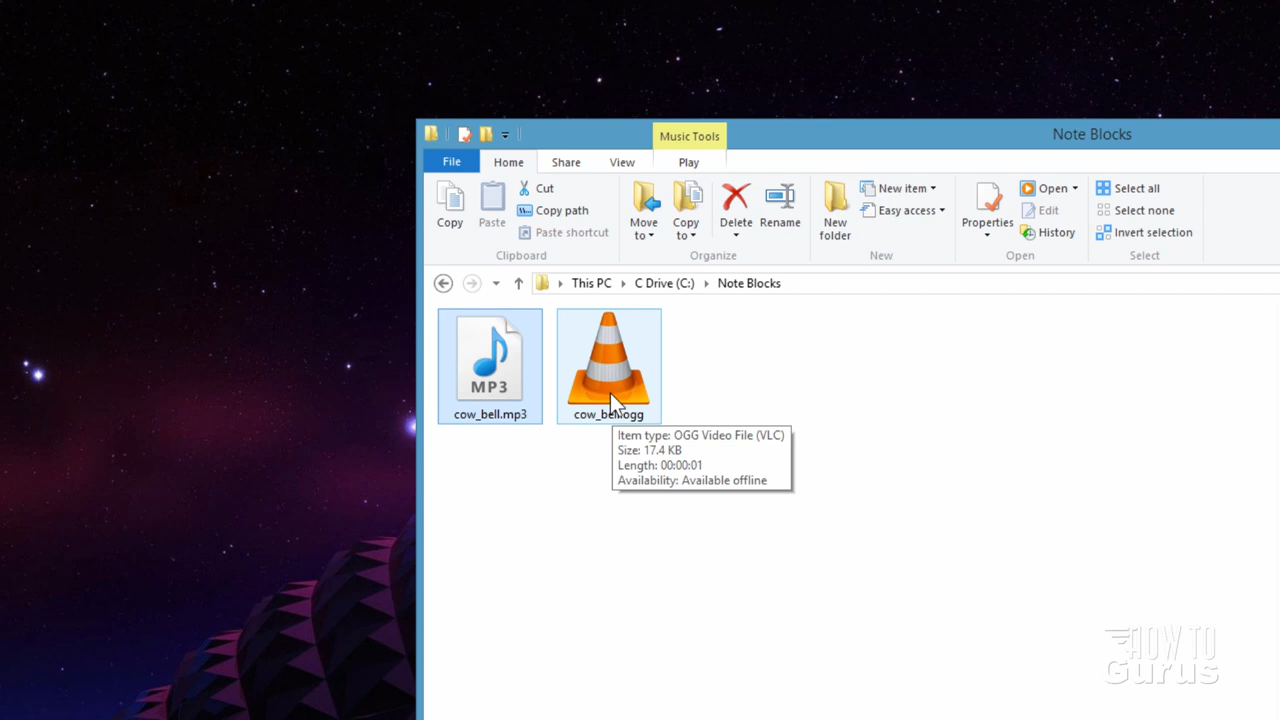 Music Tools
Note Blocks
File
Home
Share
View
Play
Copy
Paste
Cut
Copy path
Paste shortcut
Clipboard
Move to
Copy to
Delete
Rename
Organize
New folder
New item
Easy access
New
Properties
Open
Edit
History
Open
Select all
Select none
Invert selection
Select
This PC
C Drive (C:)
Note Blocks
MP3
cow_bell.mp3
cow_bell.ogg
Item type: OGG Video File (VLC)
Size: 17.4 KB
Length: 00:00:01
Availability: Available offline
HOW TO
Gurus